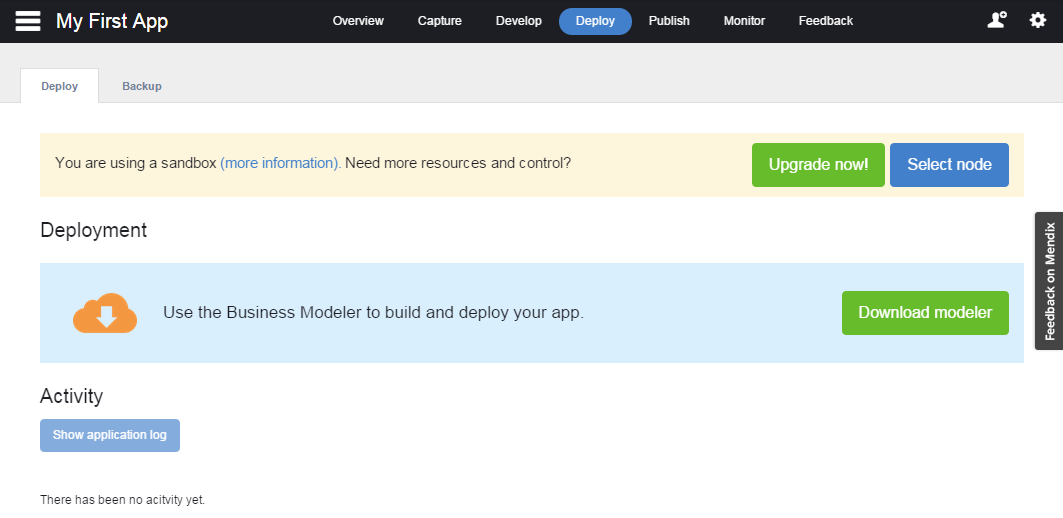 My First App
Overview Capture Develop Deploy Publish Monitor Feedback
Deploy Backup
You are using a sandbox (more information). Need more resources and control? Upgrade now! Select node
Deployment
Use the Business Modeler to build and deploy your app. Download modeler
Feedback on Mendix
Activity
Show application log
There has been no acitvity yet.